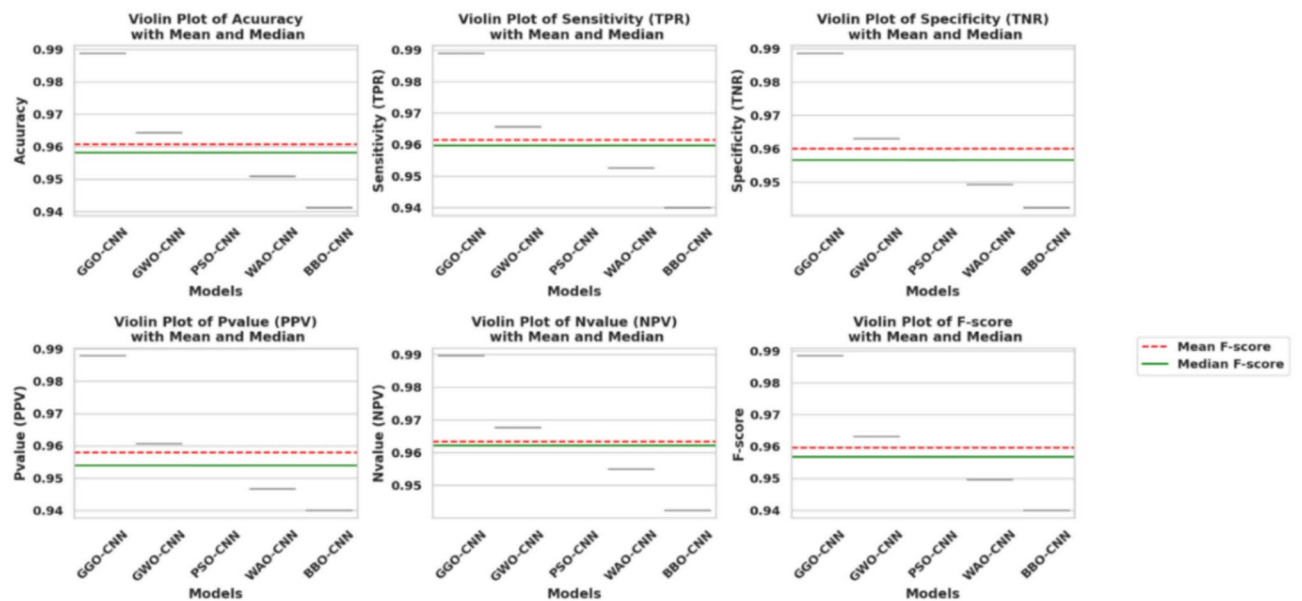 Violin Plot of Acuuracy
with Mean and Median
0.99
0.98
0.97
0.96
0.95
0.94
Acuuracy
GGO-CNN
GWO-CNN
PSO-CNN
WAO-CNN
BBO-CNN
Models
Violin Plot of Sensitivity (TPR)
with Mean and Median
0.99
0.98
0.97
0.96
0.95
0.94
Sensitivity (TPR)
GGO-CNN
GWO-CNN
PSO-CNN
WAO-CNN
BBO-CNN
Models
Violin Plot of Specificity (TNR)
with Mean and Median
0.99
0.98
0.97
0.96
0.95
Specificity (TNR)
GGO-CNN
GWO-CNN
PSO-CNN
WAO-CNN
BBO-CNN
Models
Violin Plot of Pvalue (PPV)
with Mean and Median
0.99
0.98
0.97
0.96
0.95
0.94
Pvalue (PPV)
GGO-CNN
GWO-CNN
PSO-CNN
WAO-CNN
BBO-CNN
Models
Violin Plot of Nvalue (NPV)
with Mean and Median
0.99
0.98
0.97
0.96
0.95
Nvalue (NPV)
GGO-CNN
GWO-CNN
PSO-CNN
WAO-CNN
BBO-CNN
Models
Violin Plot of F-score
with Mean and Median
0.99
0.98
0.97
0.96
0.95
0.94
F-score
GGO-CNN
GWO-CNN
PSO-CNN
WAO-CNN
BBO-CNN
Models
Mean F-score
Median F-score